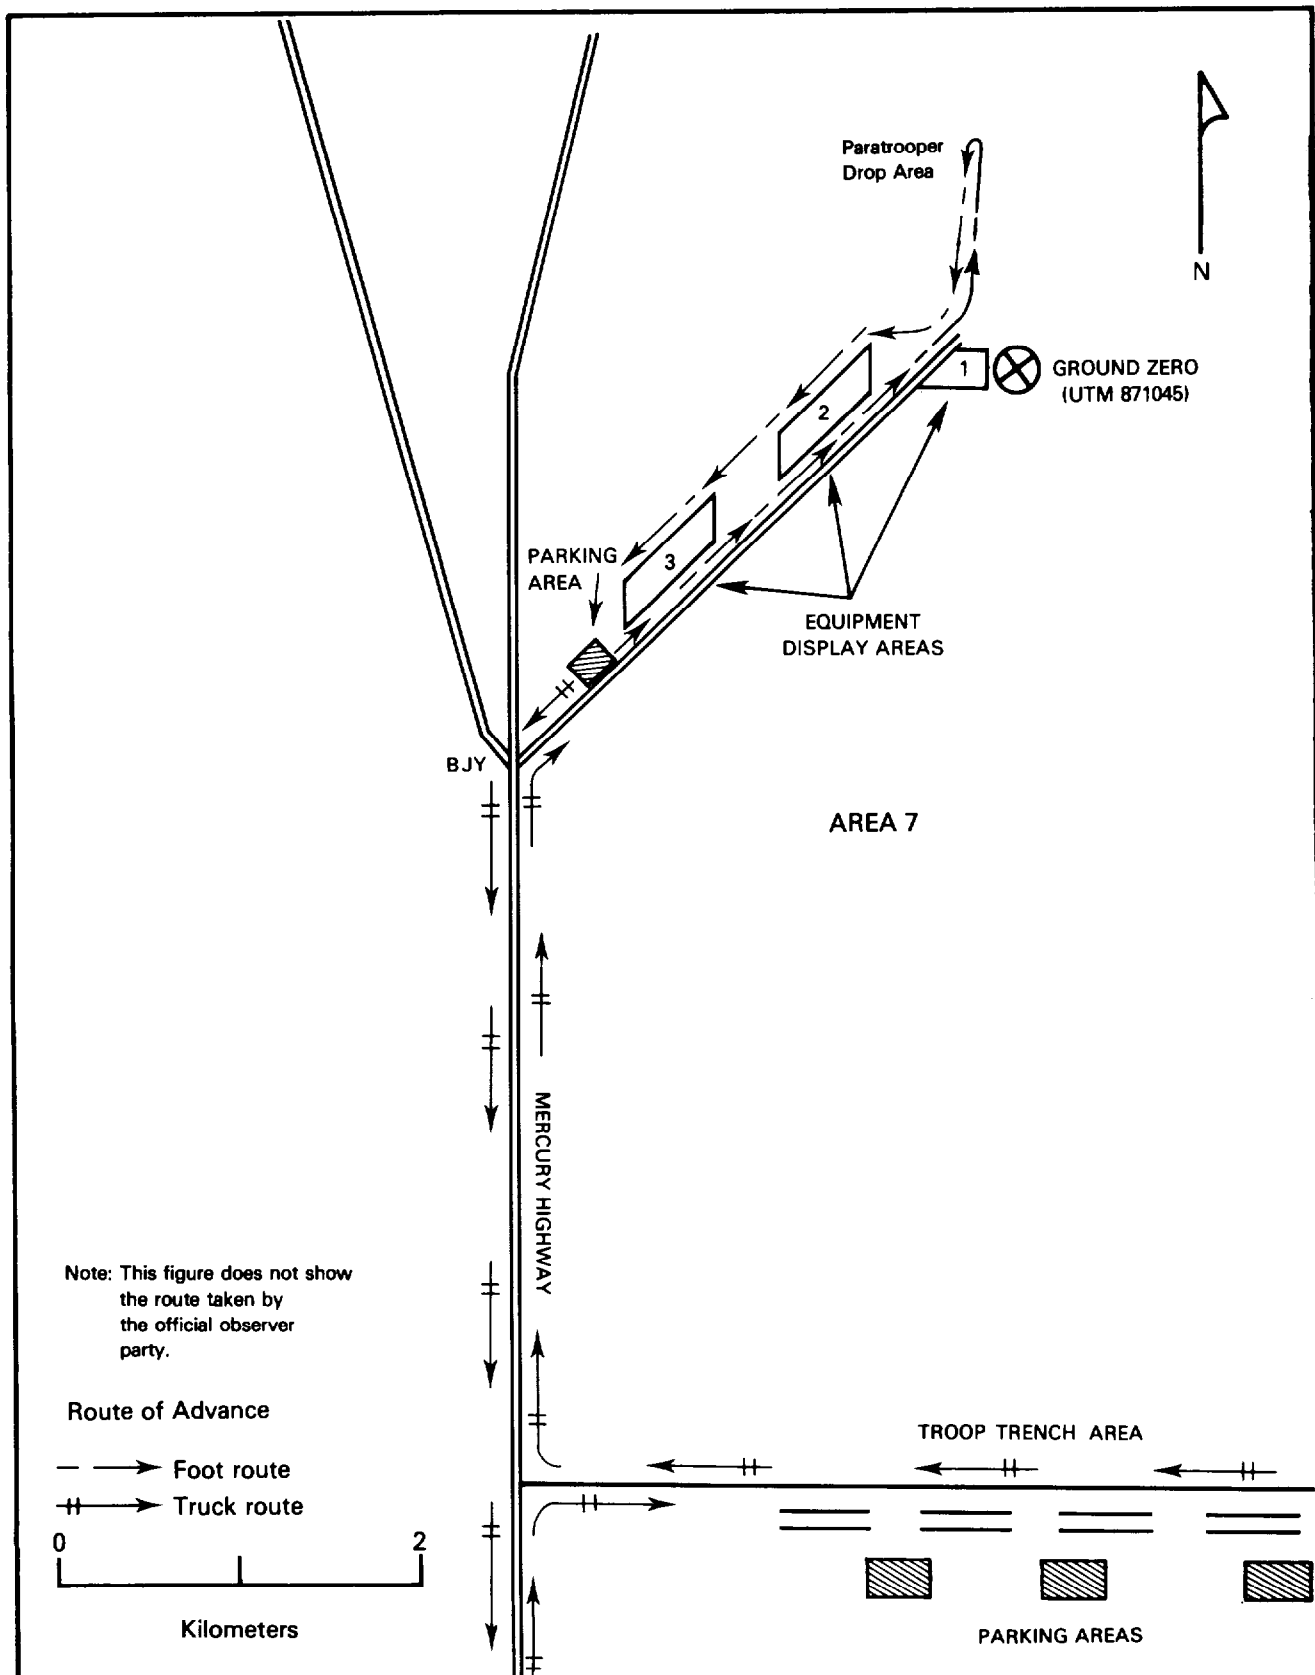 Paratrooper
Drop Area
N
1
GROUND ZERO
(UTM 871045)
2
3
PARKING
AREA
EQUIPMENT
DISPLAY AREAS
BJY
AREA 7
MERCURY HIGHWAY
Note: This figure does not show
the route taken by
the official observer
party.
Route of Advance
Foot route
Truck route
0 2
Kilometers
TROOP TRENCH AREA
PARKING AREAS